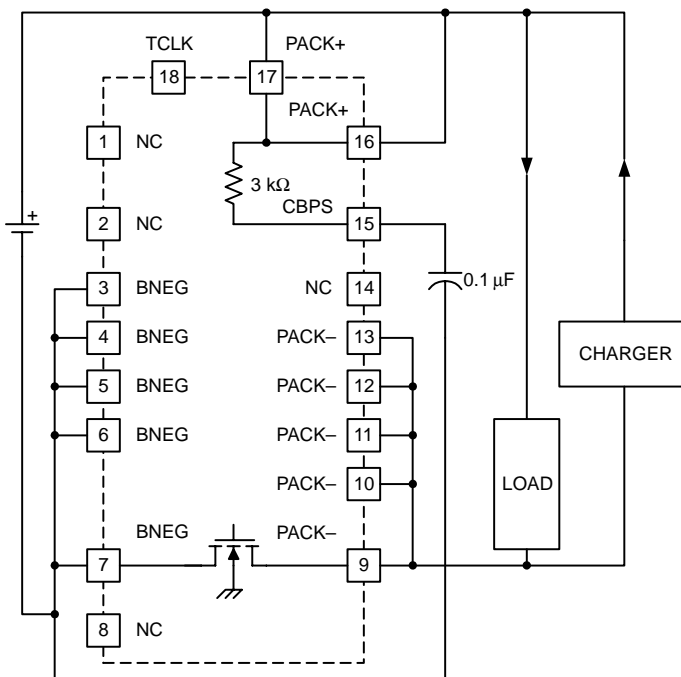 TCLK
PACK+
18
17
PACK+
1
NC
16
3 kΩ
CBPS
+
2
NC
15
3
BNEG
NC
14
0.1 μF
4
BNEG
PACK–
13
CHARGER
5
BNEG
PACK–
12
6
BNEG
PACK–
11
PACK–
10
LOAD
BNEG
PACK–
7
9
8
NC